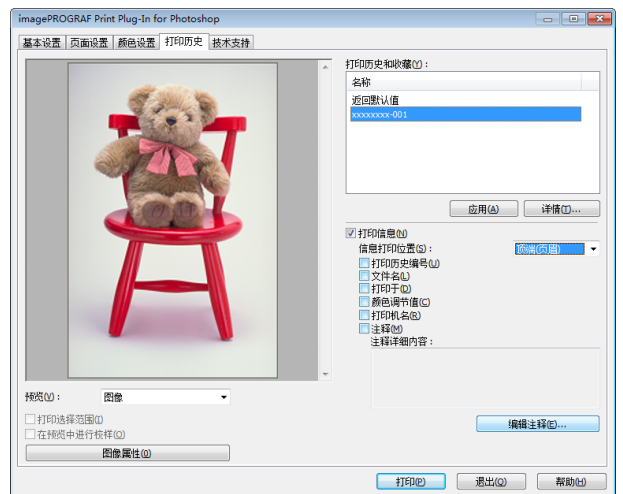 imagePROGRAF Print Plug-In for Photoshop
基本设置 页面设置 颜色设置 打印历史 技术支持
打印历史和收藏(Y)：
名称
返回默认值
xxxxxxxx-001
应用(A) 详情(T)...
打印信息(N)
信息打印位置(S)： 顶端(页眉)
打印历史编号(U)
文件名(L)
打印于(D)
颜色调节值(C)
打印机名(R)
注释(M)
注释详细内容：
预览(V)： 图像
打印选择范围(I)
在预览中进行校样(O)
编辑注释(E)...
图像属性(0)
打印(P) 退出(Q) 帮助(H)